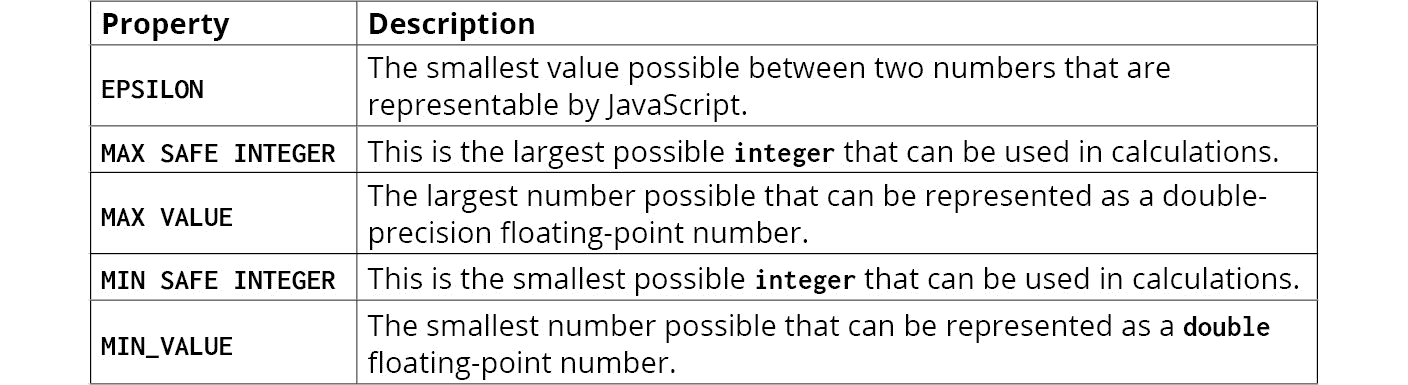 Property Description
EPSILON
The smallest value possible between two numbers that are
representable by JavaScript.
MAX SAFE INTEGER This is the largest possible integer that can be used in calculations.
MAX VALUE
The largest number possible that can be represented as a double-
precision floating-point number.
MIN SAFE INTEGER This is the smallest possible integer that can be used in calculations.
MIN_VALUE
The smallest number possible that can be represented as a double
floating-point number.